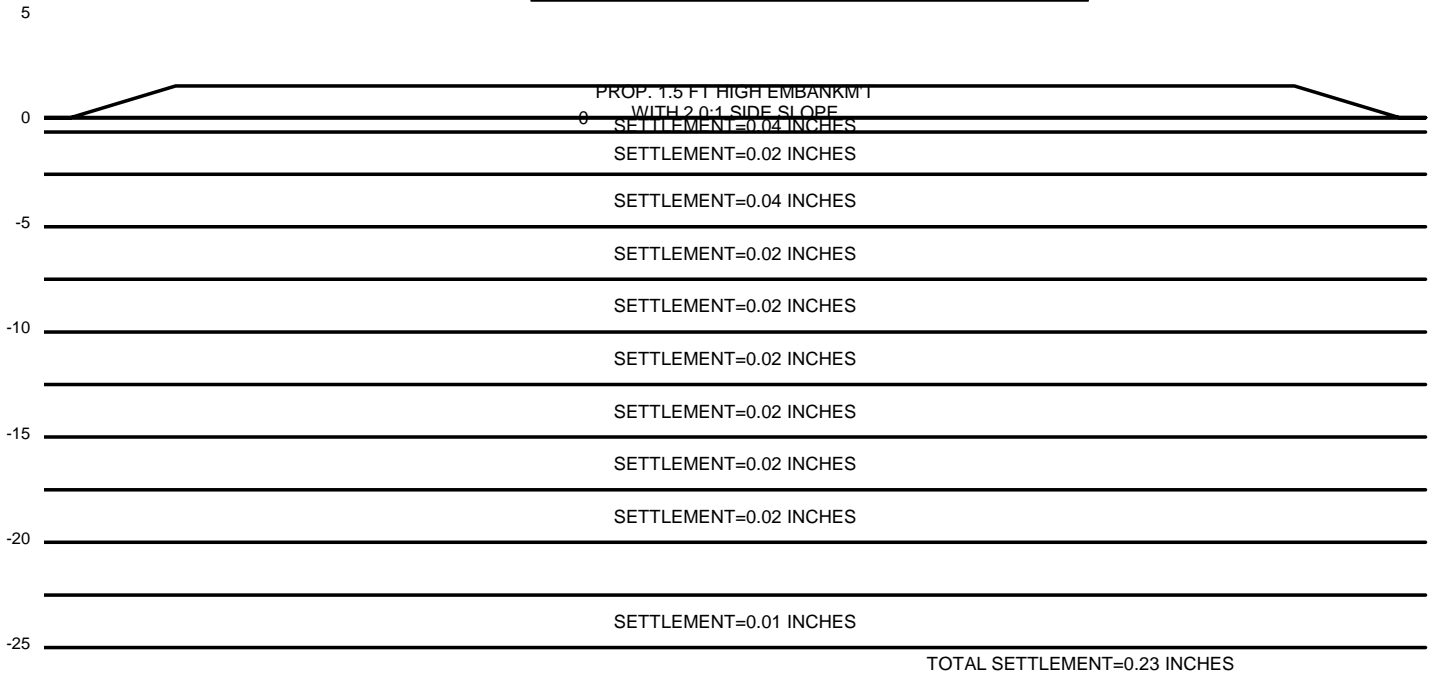 5
PROP. 1.5 FT HIGH EMBANKM'T
WITH 2.0:1 SIDE SLOPE
0
0
SETTLEMENT=0.04 INCHES
SETTLEMENT=0.02 INCHES
SETTLEMENT=0.04 INCHES
-5
SETTLEMENT=0.02 INCHES
SETTLEMENT=0.02 INCHES
-10
SETTLEMENT=0.02 INCHES
SETTLEMENT=0.02 INCHES
-15
SETTLEMENT=0.02 INCHES
SETTLEMENT=0.02 INCHES
-20
SETTLEMENT=0.01 INCHES
-25
TOTAL SETTLEMENT=0.23 INCHES